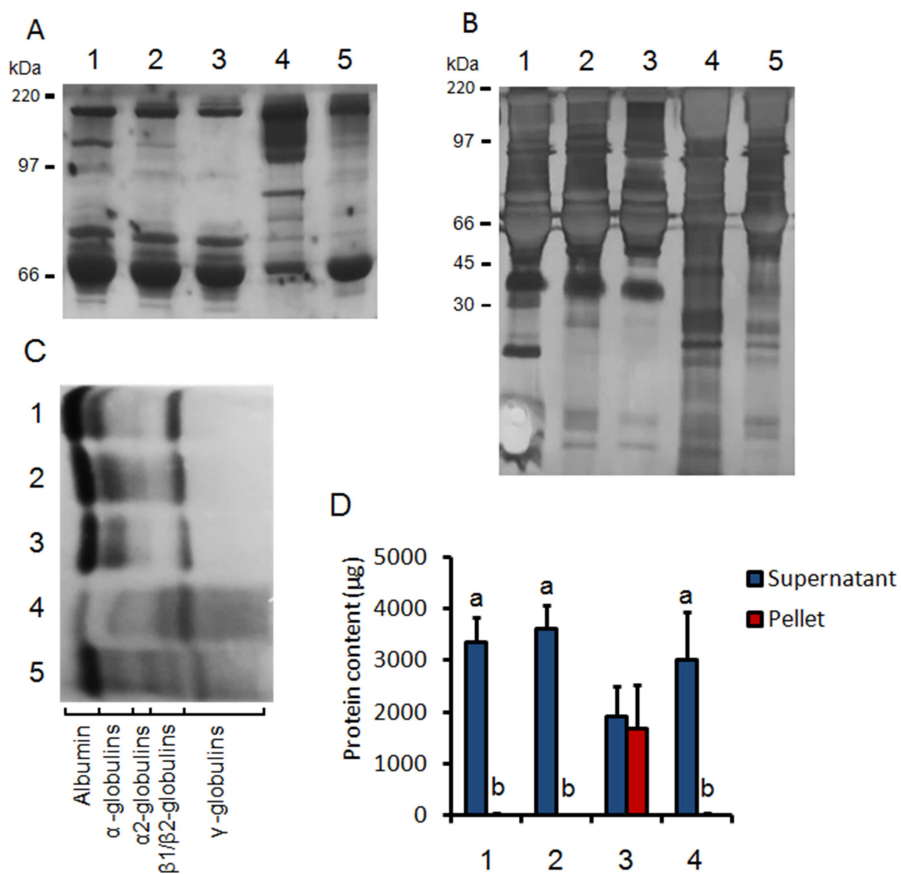 A
kDa 1 2 3 4 5
220
97
66
B
kDa 1 2 3 4 5
220
97
66
45
30
C
1
2
3
4
5
Albumin
α -globulins
α2-globulins
β1/β2-globulins
γ -globulins
D
Protein content (µg)
5000
4000
3000
2000
1000
0
a a a
b b b
1 2 3 4
Supernatant
Pellet